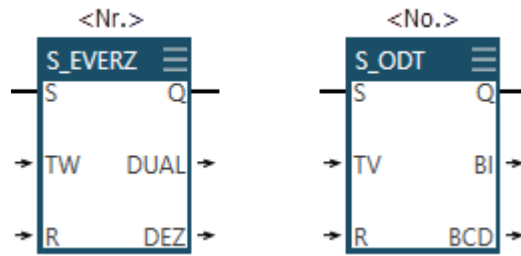 <Nr.>
S_EVERZ
S Q
TW DUAL
R DEZ
<No.>
S_ODT
S Q
TV BI
R BCD